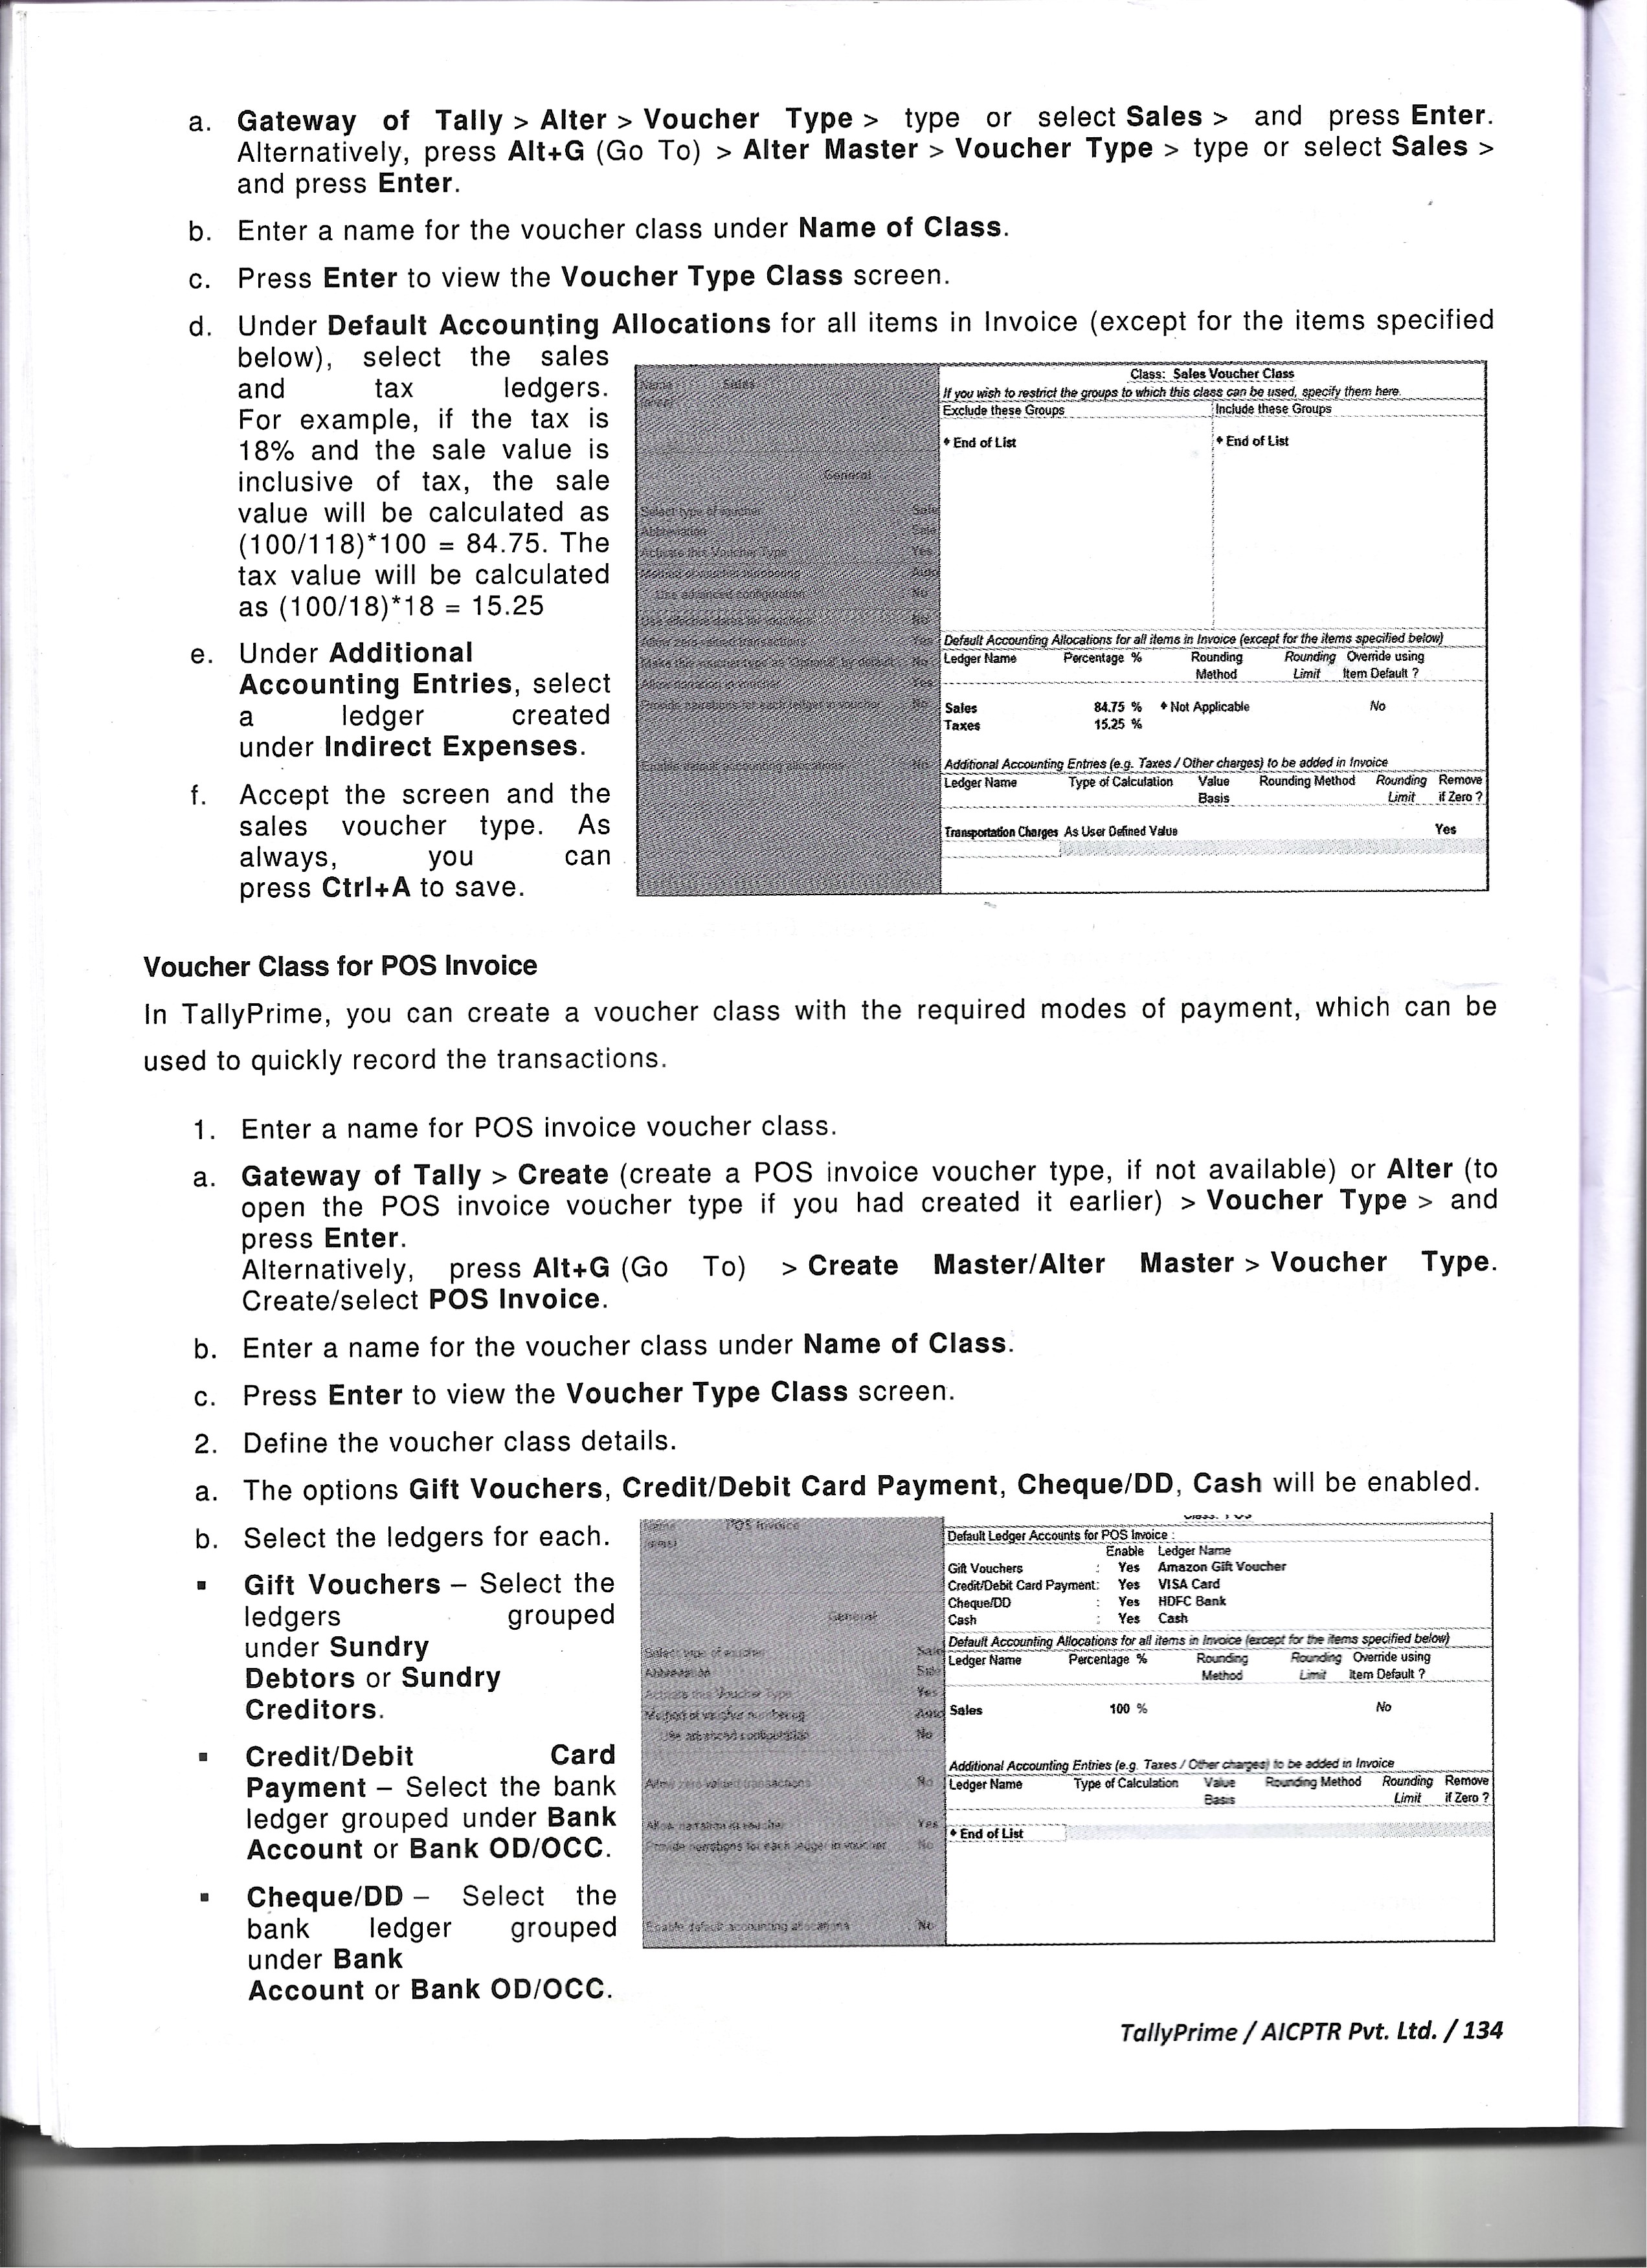 a. Gateway of Tally > Alter > Voucher Type > type or select Sales > and press Enter.
Alternatively, press Alt+G (Go To) > Alter Master > Voucher Type > type or select Sales >
and press Enter.
b. Enter a name for the voucher class under Name of Class.
c. Press Enter to view the Voucher Type Class screen.
d. Under Default Accounting Allocations for all items in Invoice (except for the items specified
below), select the sales
and tax ledgers.
For example, if the tax is
18% and the sale value is
inclusive of tax, the sale
value will be calculated as
(100/118)*100 = 84.75. The
tax value will be calculated
as (100/18)*18 = 15.25
e. Under Additional
Accounting Entries, select
a ledger created
under Indirect Expenses.
f. Accept the screen and the
sales voucher type. As
always, you can
press Ctrl+A to save.
Name Sales
General
Select type of voucher Sale
Abbreviation Sale
Activate this Voucher Type Yes
Method of voucher numbering Auto
Use advanced configuration No
Use effective dates for vouchers No
Allow zero-valued transactions Yes
Make this voucher type as 'Optional' by default No
Allow narration in voucher Yes
Provide narrations for each ledger in voucher No
Enable default accounting allocations No
Class: Sales Voucher Class
If you wish to restrict the groups to which this class can be used, specify them here.
Exclude these Groups Include these Groups
♦ End of List ♦ End of List
Default Accounting Allocations for all items in Invoice (except for the items specified below)
Ledger Name Percentage % Rounding Rounding Override using
Method Limit Item Default ?
Sales 84.75 % ♦ Not Applicable No
Taxes 15.25 %
Additional Accounting Entries (e.g. Taxes / Other charges) to be added in Invoice
Ledger Name Type of Calculation Value Rounding Method Rounding Remove
Basis Limit if Zero ?
Transportation Charges As User Defined Value Yes
Voucher Class for POS Invoice
In TallyPrime, you can create a voucher class with the required modes of payment, which can be
used to quickly record the transactions.
1. Enter a name for POS invoice voucher class.
a. Gateway of Tally > Create (create a POS invoice voucher type, if not available) or Alter (to
open the POS invoice voucher type if you had created it earlier) > Voucher Type > and
press Enter.
Alternatively, press Alt+G (Go To) > Create Master/Alter Master > Voucher Type.
Create/select POS Invoice.
b. Enter a name for the voucher class under Name of Class.
c. Press Enter to view the Voucher Type Class screen.
2. Define the voucher class details.
a. The options Gift Vouchers, Credit/Debit Card Payment, Cheque/DD, Cash will be enabled.
b. Select the ledgers for each.
▪ Gift Vouchers – Select the
ledgers grouped
under Sundry
Debtors or Sundry
Creditors.
▪ Credit/Debit Card
Payment – Select the bank
ledger grouped under Bank
Account or Bank OD/OCC.
▪ Cheque/DD – Select the
bank ledger grouped
under Bank
Account or Bank OD/OCC.
Name POS Invoice
General
Select type of voucher Sale
Abbreviation Sale
Activate this Voucher Type Yes
Method of voucher numbering Auto
Use advanced configuration No
Allow zero-valued transactions No
Allow narration in voucher Yes
Provide narrations for each ledger in voucher No
Enable default accounting allocations No
Default Ledger Accounts for POS Invoice :
Enable Ledger Name
Gift Vouchers : Yes Amazon Gift Voucher
Credit/Debit Card Payment: Yes VISA Card
Cheque/DD : Yes HDFC Bank
Cash : Yes Cash
Default Accounting Allocations for all items in Invoice (except for the items specified below)
Ledger Name Percentage % Rounding Rounding Override using
Method Limit Item Default ?
Sales 100 % No
Additional Accounting Entries (e.g. Taxes / Other charges) to be added in Invoice
Ledger Name Type of Calculation Value Rounding Method Rounding Remove
Basis Limit if Zero ?
♦ End of List
TallyPrime / AICPTR Pvt. Ltd. / 134